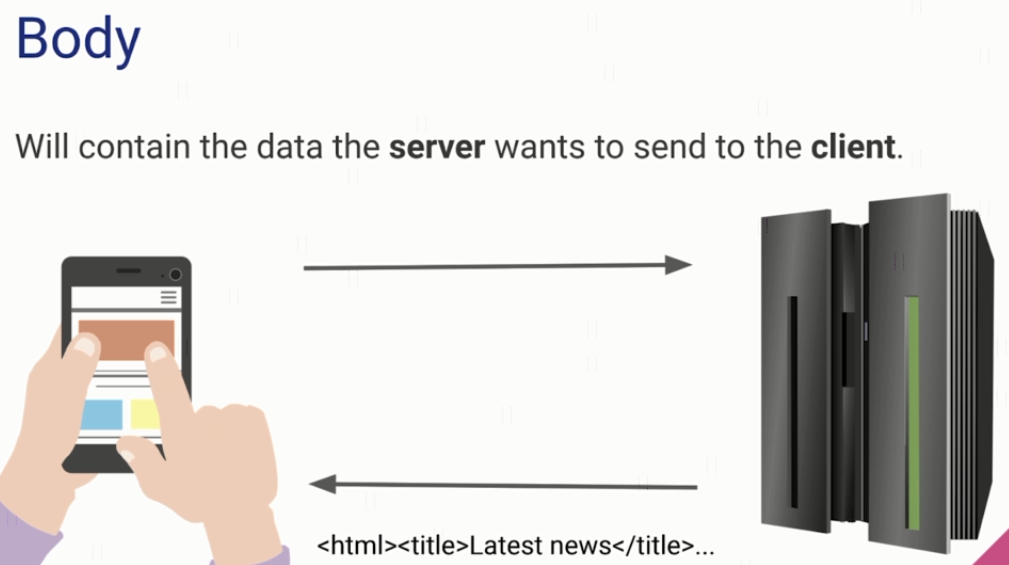 Body
Will contain the data the server wants to send to the client.
<html><title>Latest news</title>...